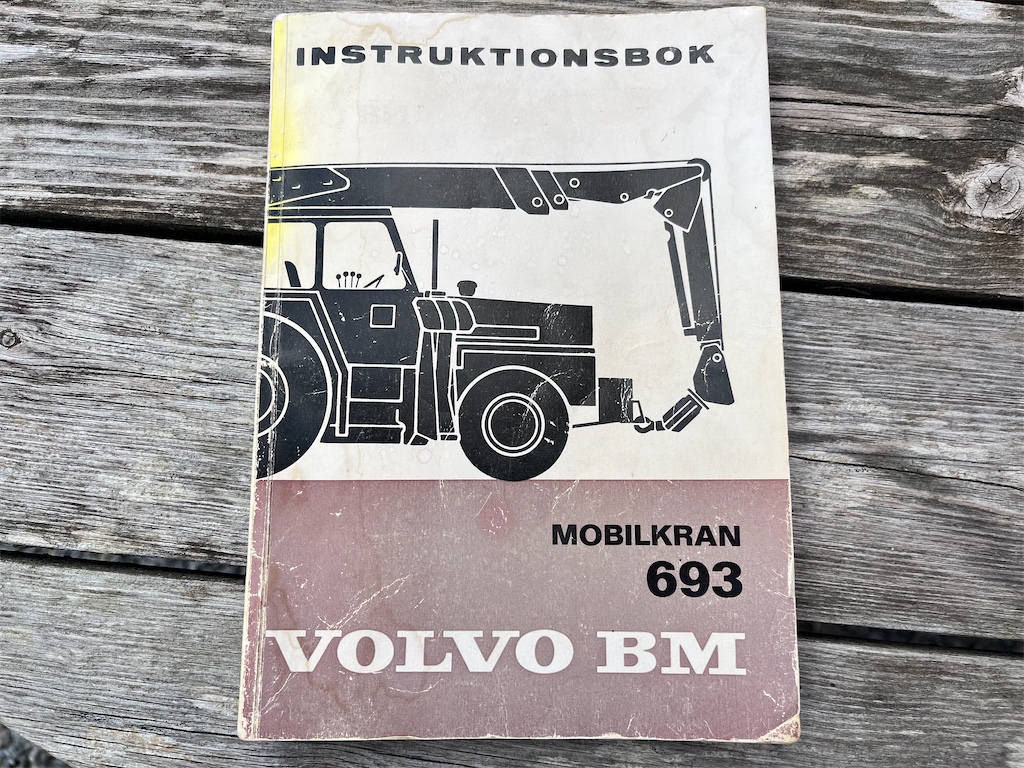 INSTRUKTIONSBOK
MOBILKRAN
693
VOLVO BM